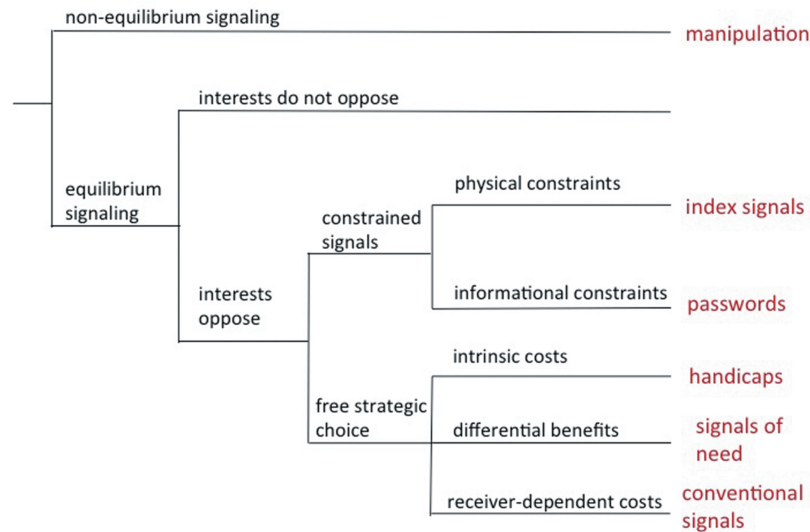 non-equilibrium signaling
manipulation
interests do not oppose
equilibrium
signaling
physical constraints
index signals
constrained
signals
interests
oppose
informational constraints
passwords
intrinsic costs
handicaps
free strategic
choice
differential benefits
signals of
need
receiver-dependent costs
conventional
signals